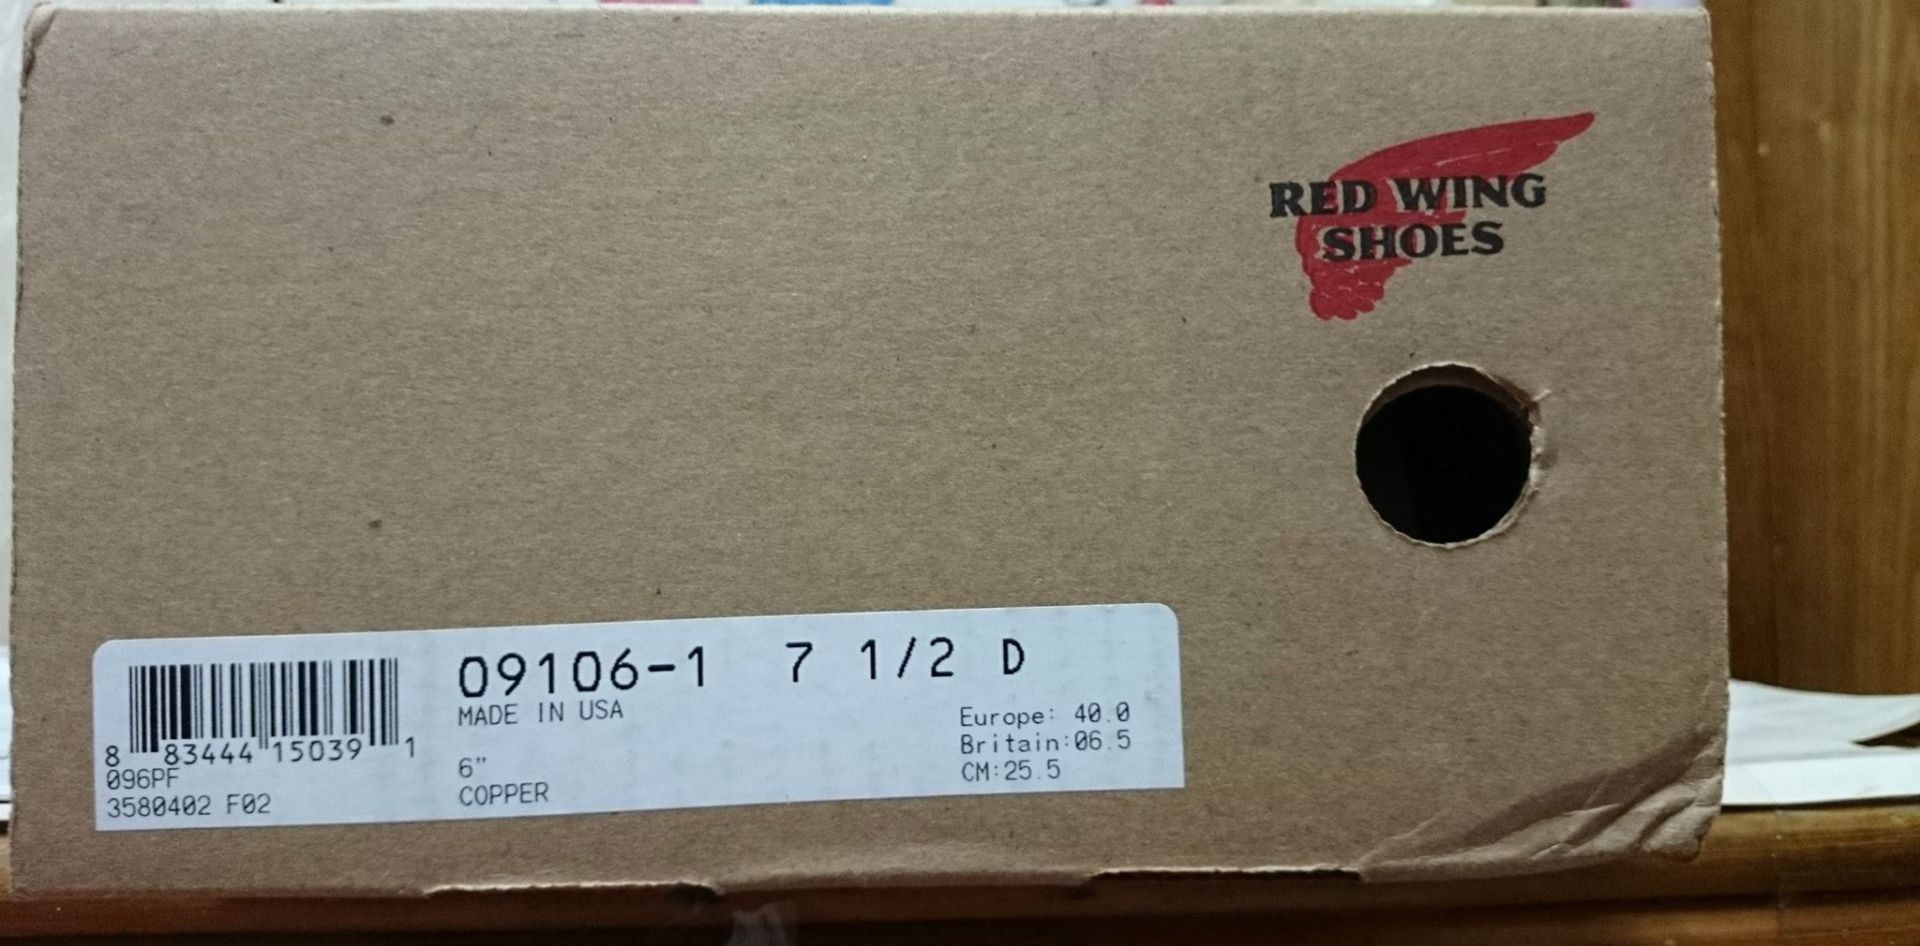 RED WING
SHOES
09106-1 7 1/2 D
MADE IN USA
6"
COPPER
Europe: 40.0
Britain:06.5
CM:25.5
8 83444 15039 1
096PF
3580402 F02